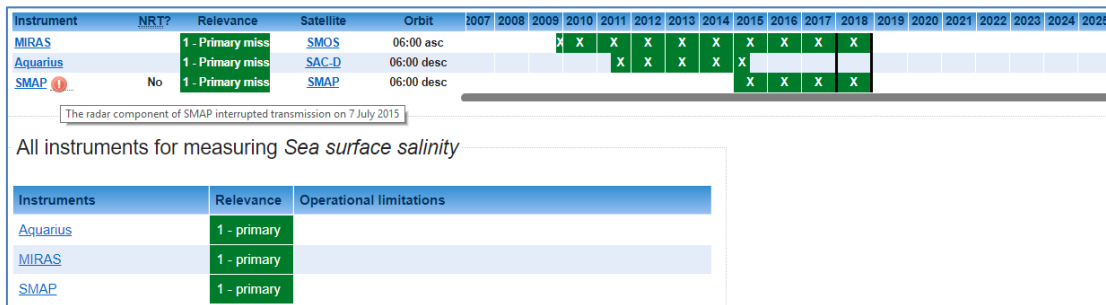 Instrument NRT? Relevance Satellite Orbit 2007 2008 2009 2010 2011 2012 2013 2014 2015 2016 2017 2018 2019 2020 2021 2022 2023 2024 2025
MIRAS 1 - Primary miss SMOS 06:00 asc X X X X X X X X X X
Aquarius 1 - Primary miss SAC-D 06:00 desc X X X X X
SMAP No 1 - Primary miss SMAP 06:00 desc X X X X
The radar component of SMAP interrupted transmission on 7 July 2015
All instruments for measuring Sea surface salinity
Instruments Relevance Operational limitations
Aquarius 1 - primary
MIRAS 1 - primary
SMAP 1 - primary